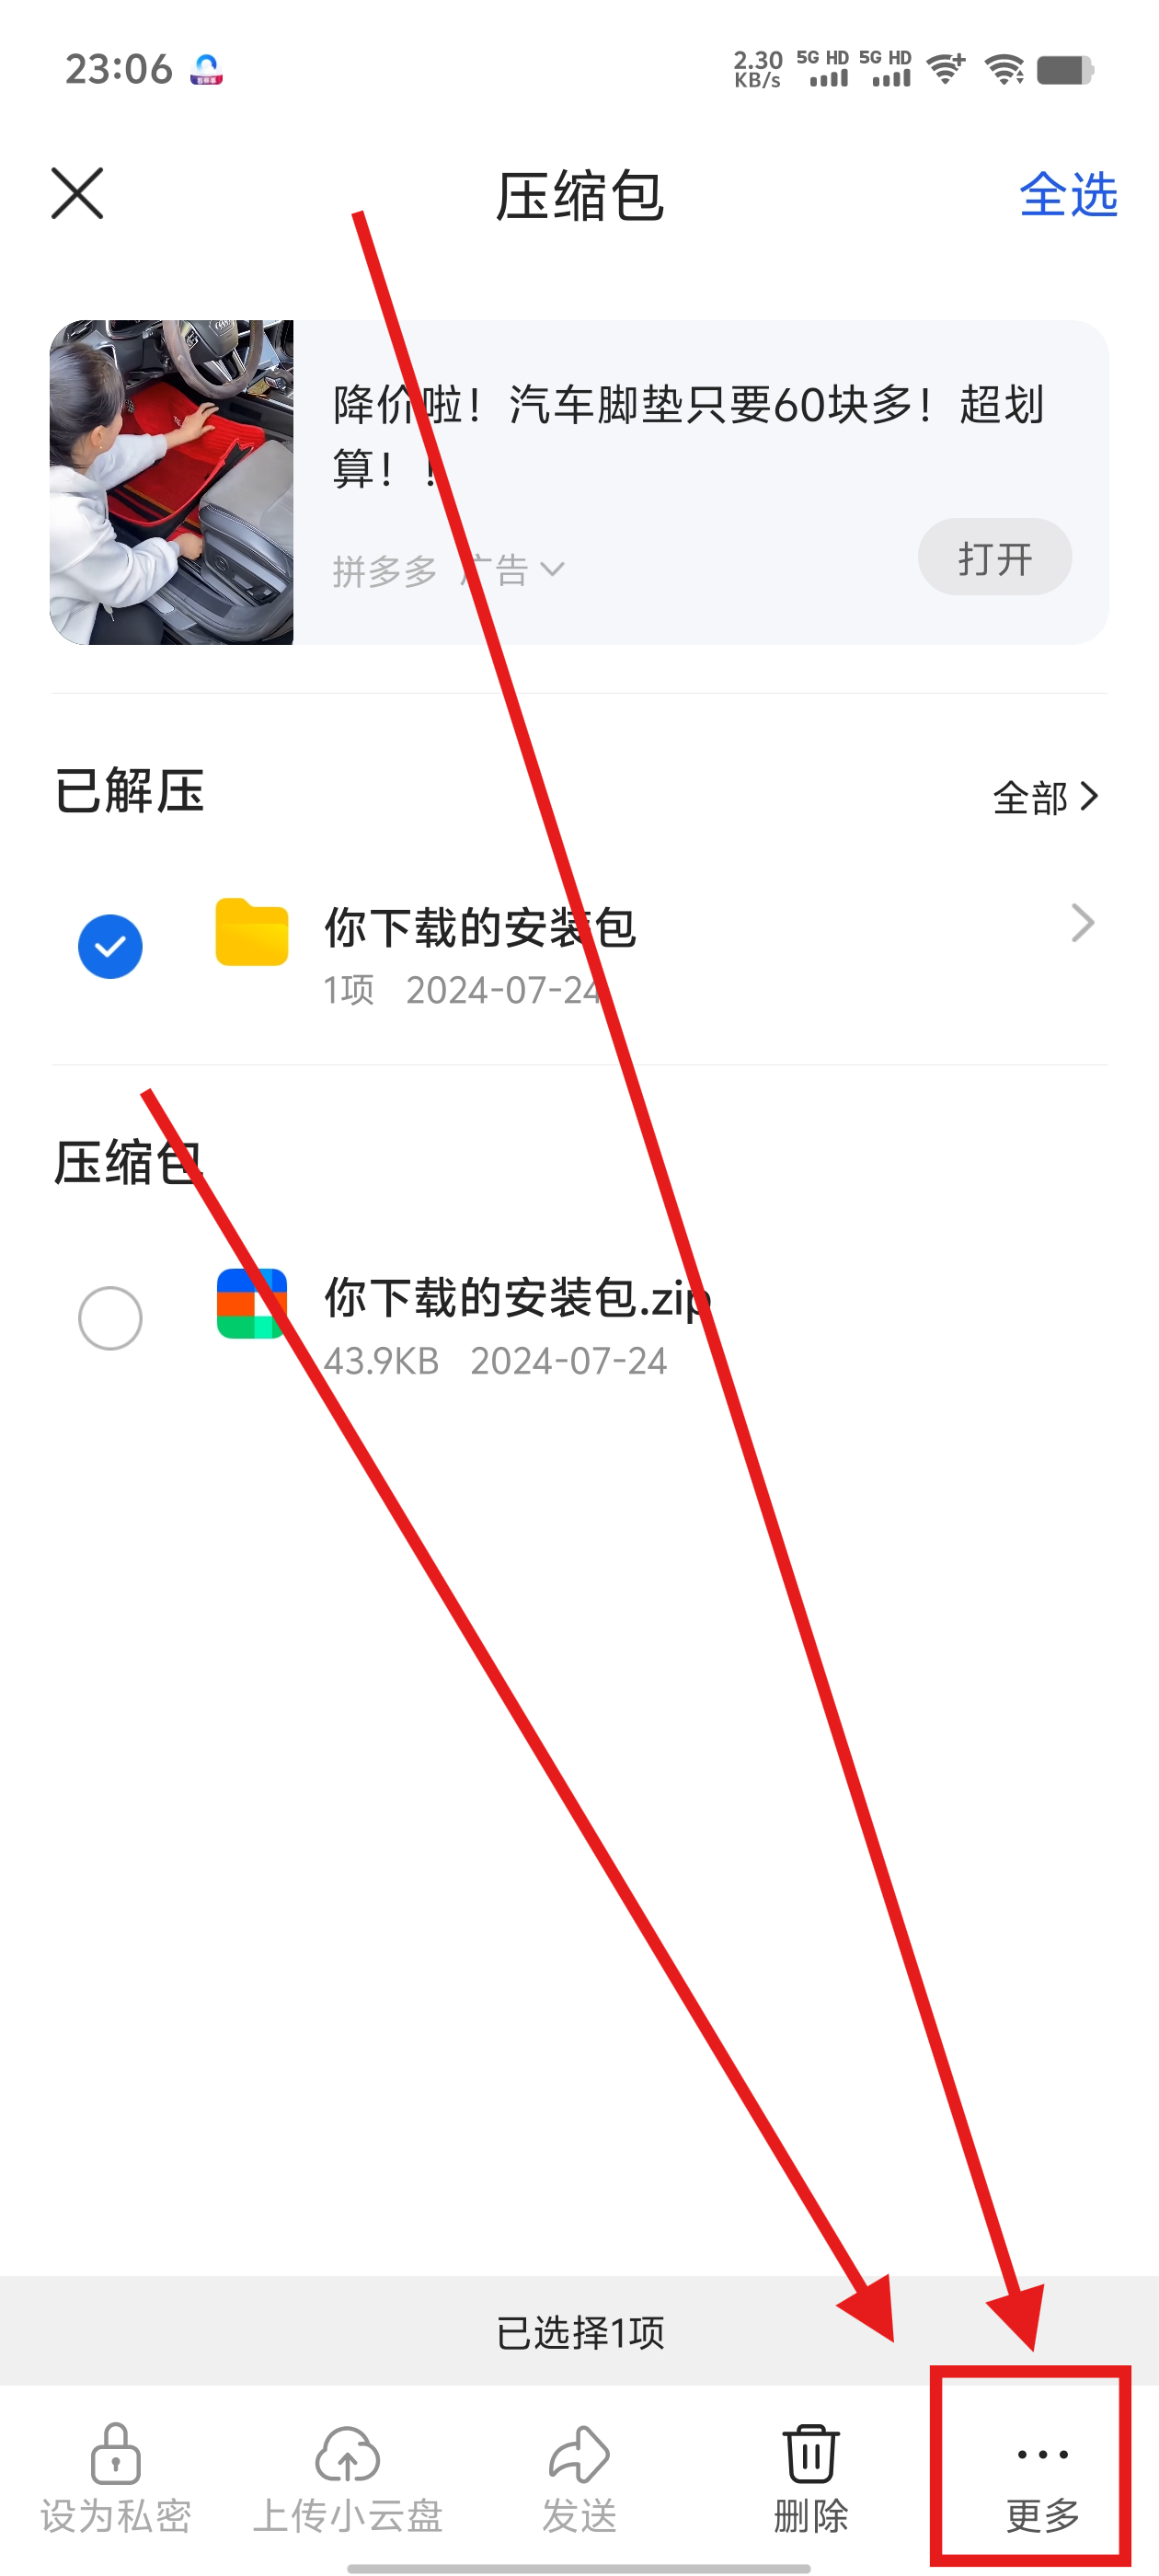 23:06
2.30 KB/s 5G HD 5G HD
压缩包
全选
降价啦！汽车脚垫只要60块多！超划
算！！
拼多多 广告
打开
已解压
全部
你下载的安装包
1项 2024-07-24
压缩包
你下载的安装包.zip
43.9KB 2024-07-24
已选择1项
设为私密
上传小云盘
发送
删除
更多